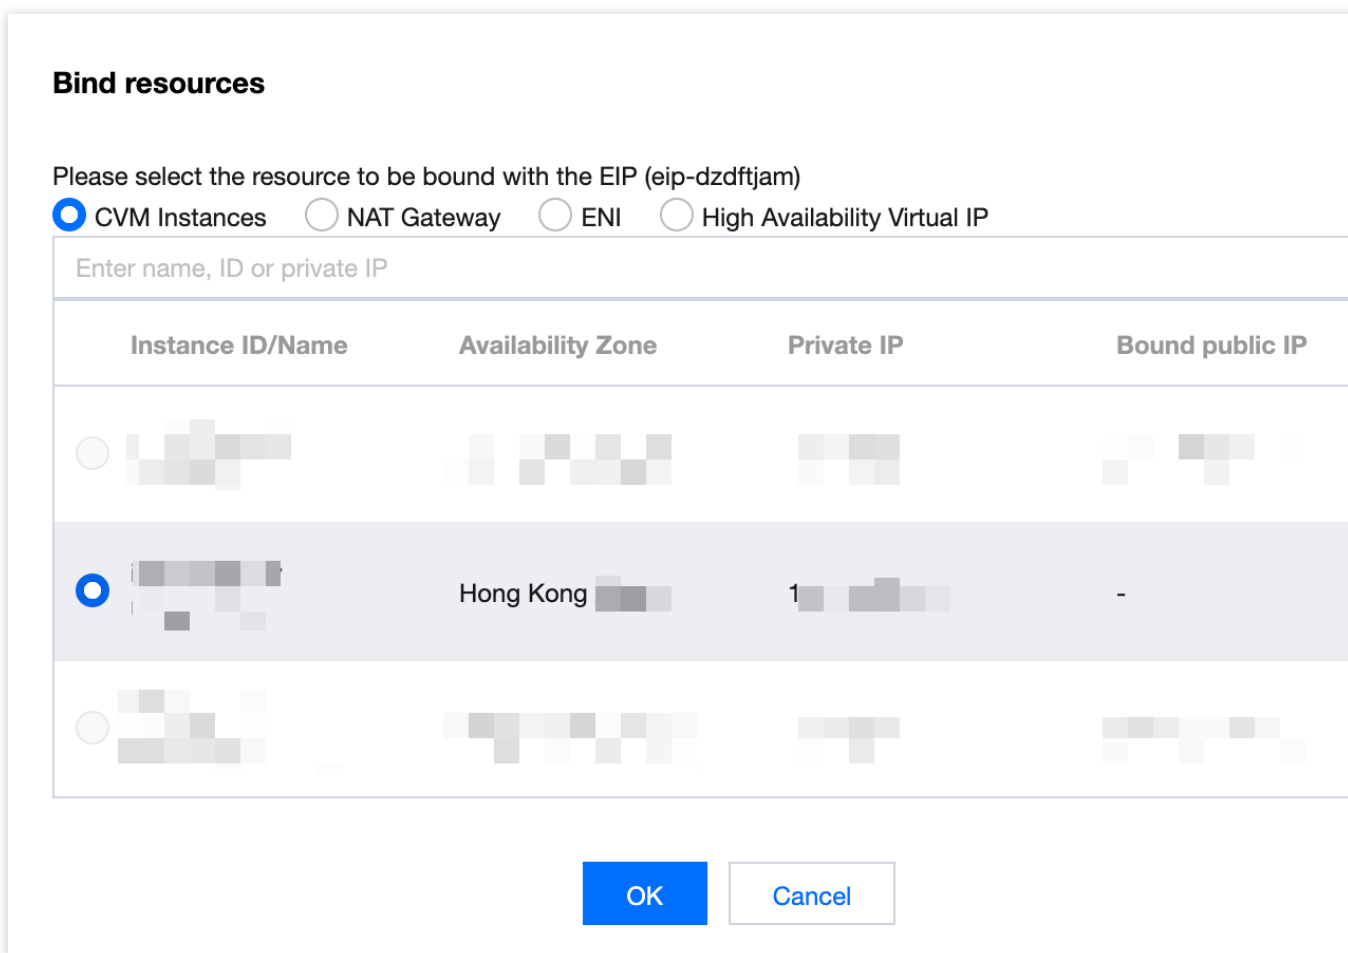 Bind resources
Please select the resource to be bound with the EIP (eip-dzdftjam)
CVM Instances NAT Gateway ENI High Availability Virtual IP
Enter name, ID or private IP
Instance ID/Name Availability Zone Private IP Bound public IP
Hong Kong -
OK Cancel